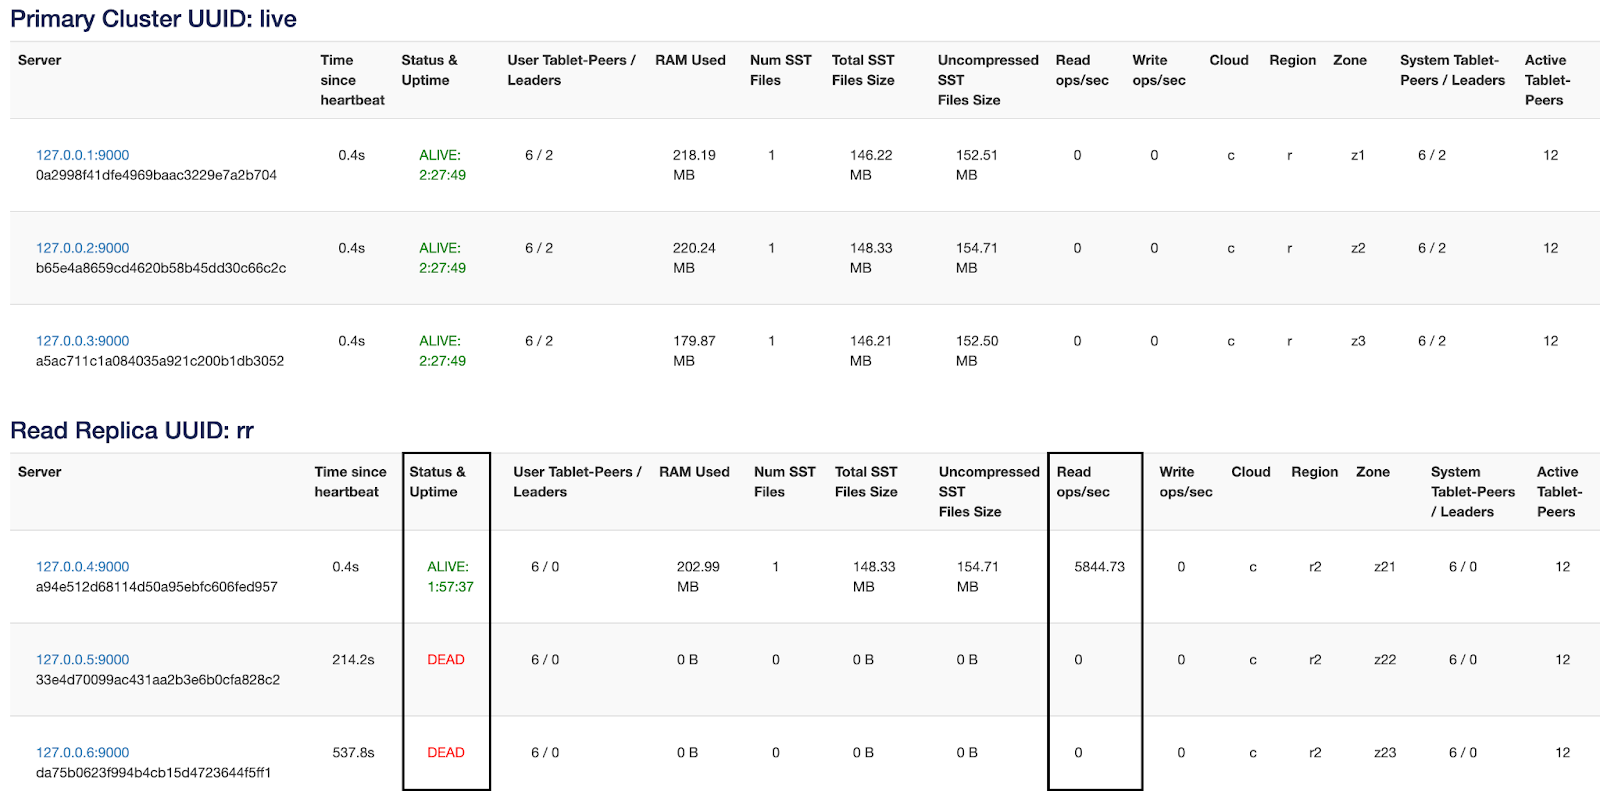 Primary Cluster UUID: live
Server Time since heartbeat Status & Uptime User Tablet-Peers / Leaders RAM Used Num SST Files Total SST Files Size Uncompressed SST Files Size Read ops/sec Write ops/sec Cloud Region Zone System Tablet-Peers / Leaders Active Tablet-Peers
127.0.0.1:9000 0.4s ALIVE: 6 / 2 218.19 1 146.22 152.51 0 0 c r z1 6 / 2 12
0a2998f41dfe4969baac3229e7a2b704 2:27:49 MB MB MB
127.0.0.2:9000 0.4s ALIVE: 6 / 2 220.24 1 148.33 154.71 0 0 c r z2 6 / 2 12
b65e4a8659cd4620b58b45dd30c66c2c 2:27:49 MB MB MB
127.0.0.3:9000 0.4s ALIVE: 6 / 2 179.87 1 146.21 152.50 0 0 c r z3 6 / 2 12
a5ac711c1a084035a921c200b1db3052 2:27:49 MB MB MB
Read Replica UUID: rr
Server Time since heartbeat Status & Uptime User Tablet-Peers / Leaders RAM Used Num SST Files Total SST Files Size Uncompressed SST Files Size Read ops/sec Write ops/sec Cloud Region Zone System Tablet-Peers / Leaders Active Tablet-Peers
127.0.0.4:9000 0.4s ALIVE: 6 / 0 202.99 1 148.33 154.71 5844.73 0 c r2 z21 6 / 0 12
a94e512d68114d50a95ebfc606fed957 1:57:37 MB MB MB
127.0.0.5:9000 214.2s DEAD 6 / 0 0 B 0 0 B 0 B 0 0 c r2 z22 6 / 0 12
33e4d70099ac431aa2b3e6b0cfa828c2
127.0.0.6:9000 537.8s DEAD 6 / 0 0 B 0 0 B 0 B 0 0 c r2 z23 6 / 0 12
da75b0623f994b4cb15d4723644f5ff1